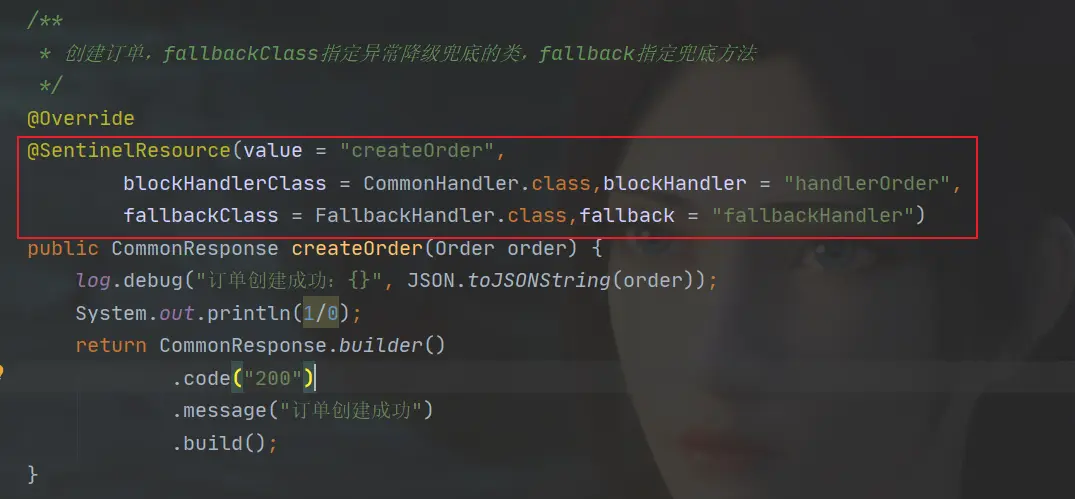 /**
* 创建订单，fallbackClass指定异常降级兜底的类，fallback指定兜底方法
*/
@Override
@SentinelResource(value = "createOrder",
blockHandlerClass = CommonHandler.class,blockHandler = "handlerOrder",
fallbackClass = FallbackHandler.class,fallback = "fallbackHandler")
public CommonResponse createOrder(Order order) {
log.debug("订单创建成功：{}", JSON.toJSONString(order));
System.out.println(1/0);
return CommonResponse.builder()
.code("200")
.message("订单创建成功")
.build();
}